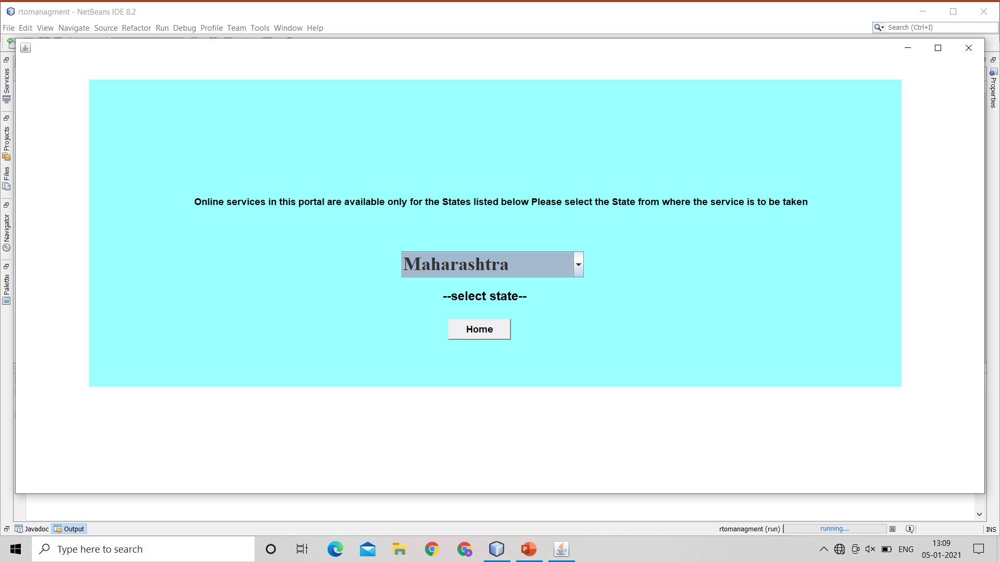 rtomanagment - NetBeans IDE 8.2
File Edit View Navigate Source Refactor Run Debug Profile Team Tools Window Help
Search (Ctrl+I)
Services
Projects
Files
Navigator
Palette
Properties
Online services in this portal are available only for the States listed below Please select the State from where the service is to be taken
Maharashtra
--select state--
Home
Javadoc Output
rtomanagment (run) running... 1 INS
Type here to search
ENG
13:09
05-01-2021